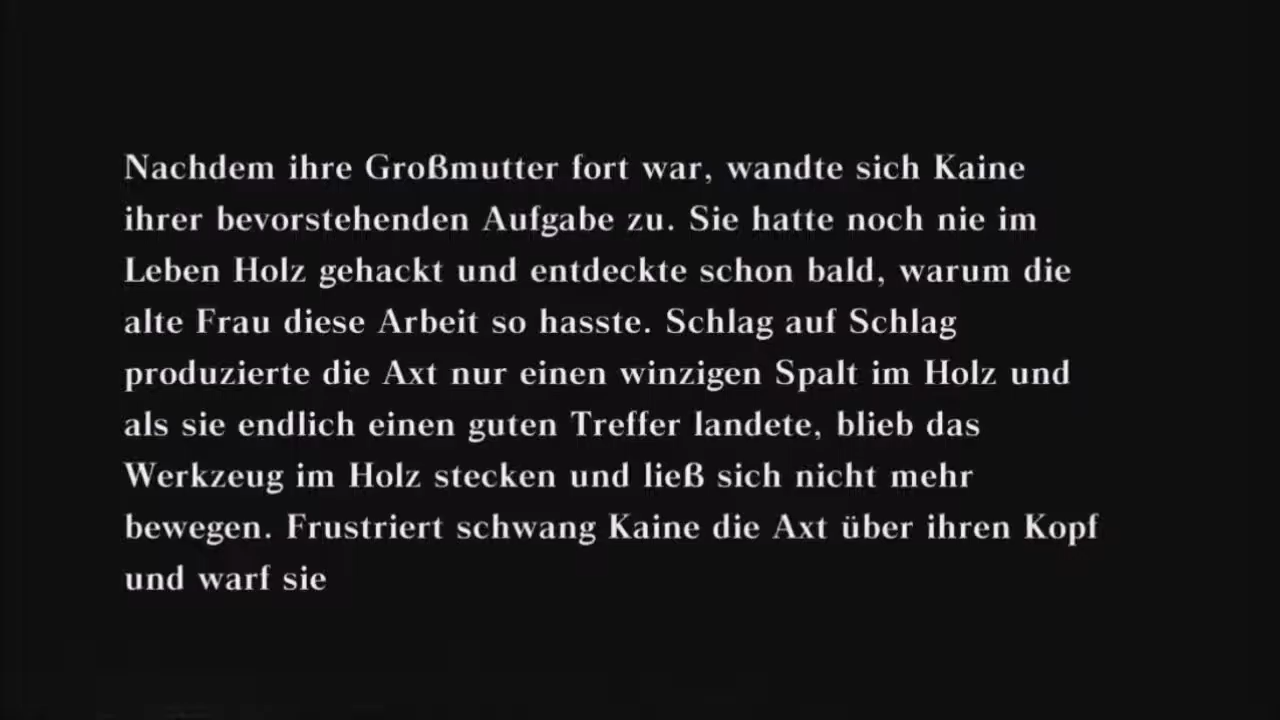 Nachdem ihre Großmutter fort war, wandte sich Kaine
ihrer bevorstehenden Aufgabe zu. Sie hatte noch nie im
Leben Holz gehackt und entdeckte schon bald, warum die
alte Frau diese Arbeit so hasste. Schlag auf Schlag
produzierte die Axt nur einen winzigen Spalt im Holz und
als sie endlich einen guten Treffer landete, blieb das
Werkzeug im Holz stecken und ließ sich nicht mehr
bewegen. Frustriert schwang Kaine die Axt über ihren Kopf
und warf sie